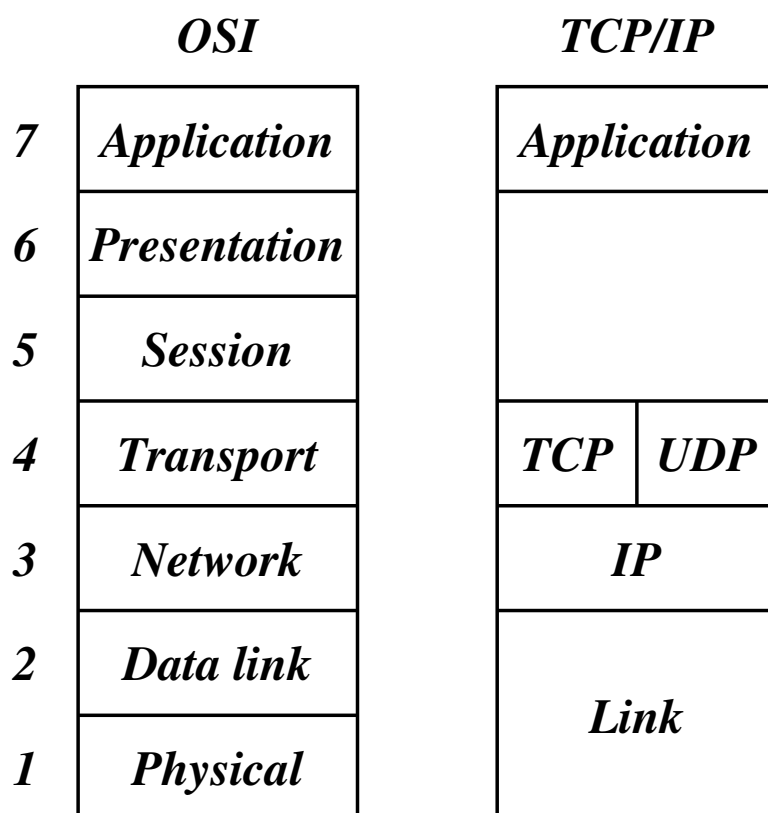 OSI TCP/IP
7 Application Application
6 Presentation
5 Session
4 Transport TCP UDP
3 Network IP
2 Data link
Link
1 Physical